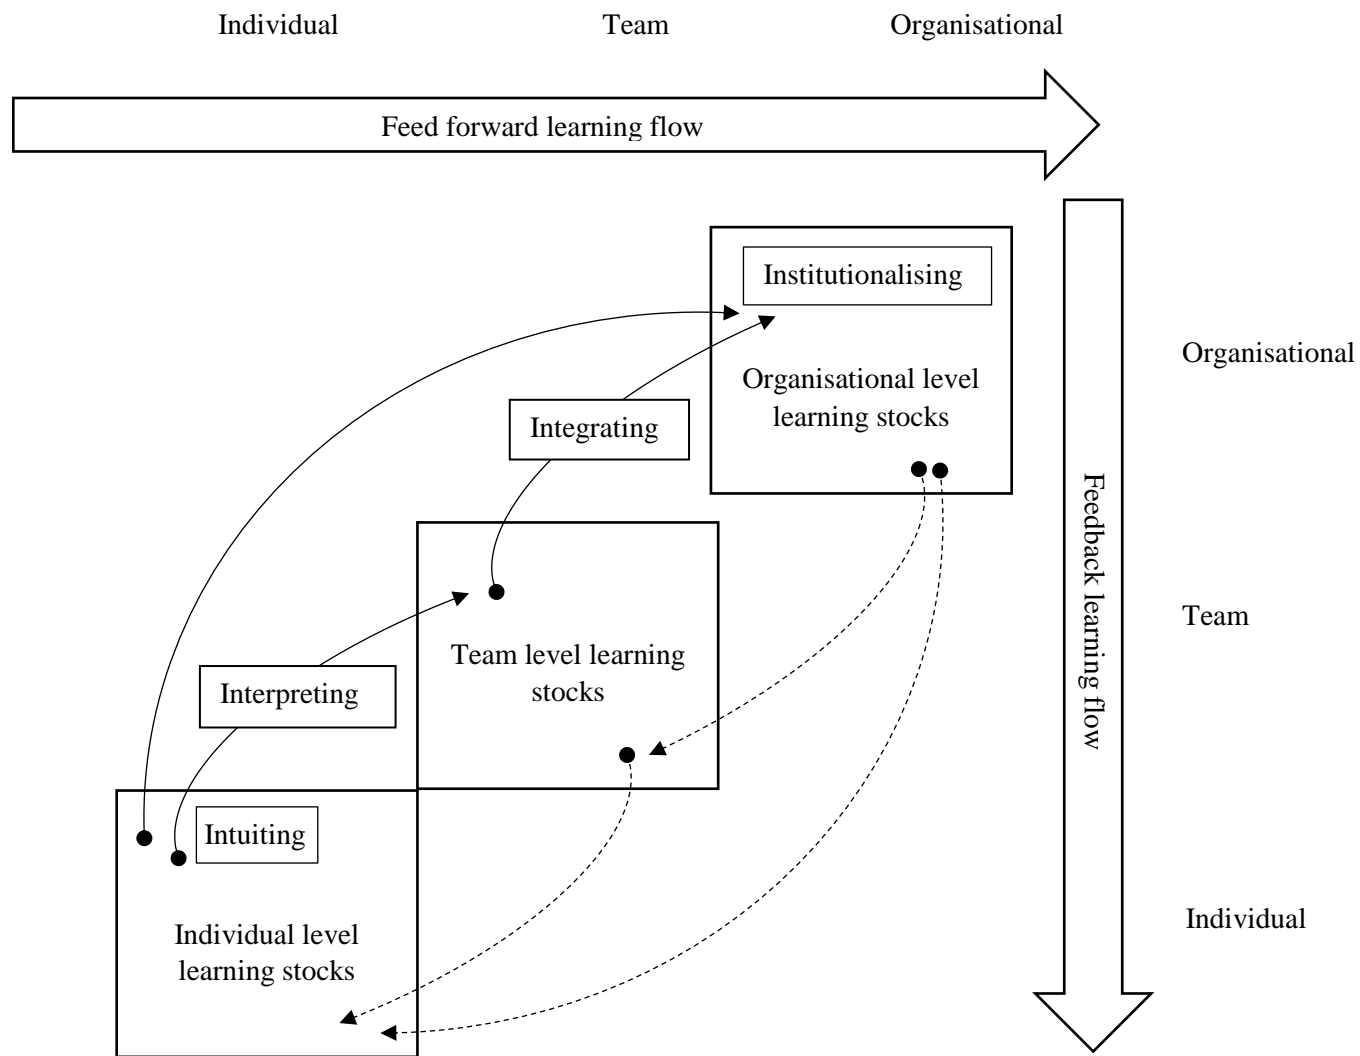 Individual
Team
Organisational
Feed forward learning flow
Institutionalising
Organisational
Organisational level
learning stocks
Integrating
Feedback learning flow
Team
Team level learning
stocks
Interpreting
Intuiting
Individual
Individual level
learning stocks